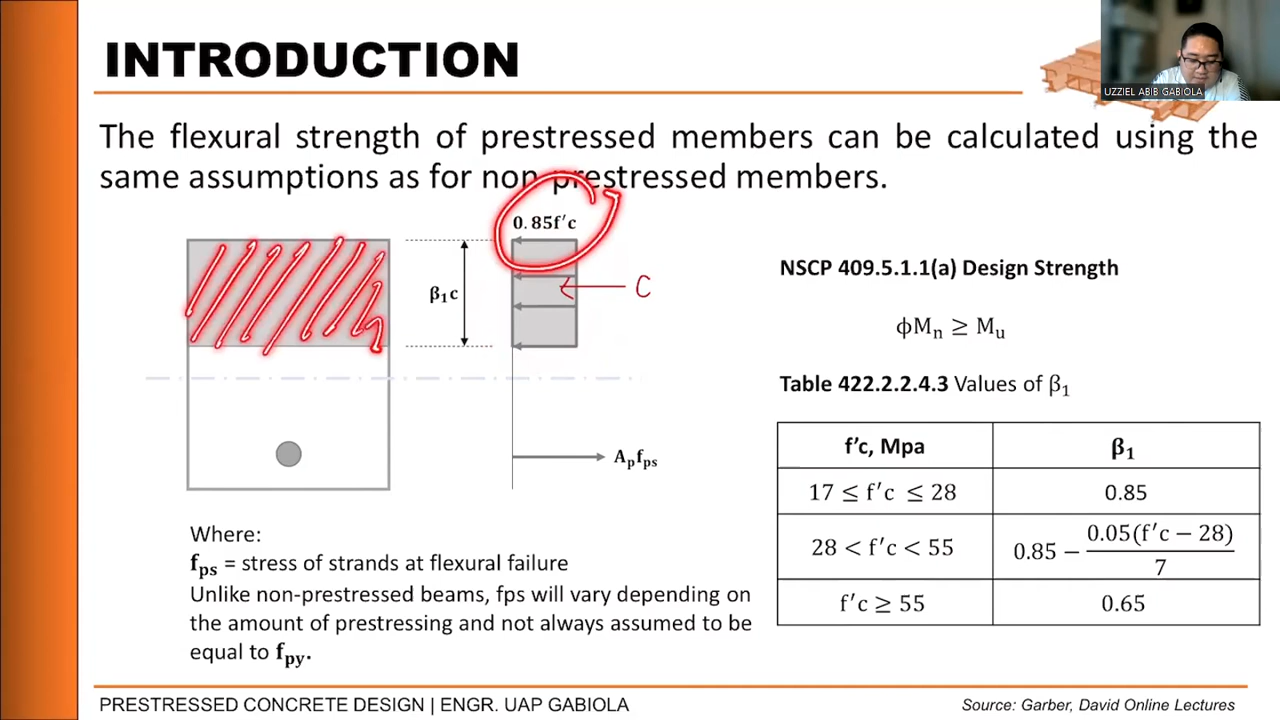 INTRODUCTION
UZZIEL ABIB GABIOLA
The flexural strength of prestressed members can be calculated using the
same assumptions as for non-prestressed members.
0.85f'c
β₁c
C
Aₚfₚₛ
Where:
fₚₛ = stress of strands at flexural failure
Unlike non-prestressed beams, fps will vary depending on
the amount of prestressing and not always assumed to be
equal to fₚᵧ.
NSCP 409.5.1.1(a) Design Strength
ϕMₙ ≥ Mᵤ
Table 422.2.2.4.3 Values of β₁
f'c, Mpa β₁
17 ≤ f′c ≤ 28 0.85
28 < f′c < 55 0.85 − 0.05(f′c − 28) / 7
f′c ≥ 55 0.65
PRESTRESSED CONCRETE DESIGN | ENGR. UAP GABIOLA
Source: Garber, David Online Lectures